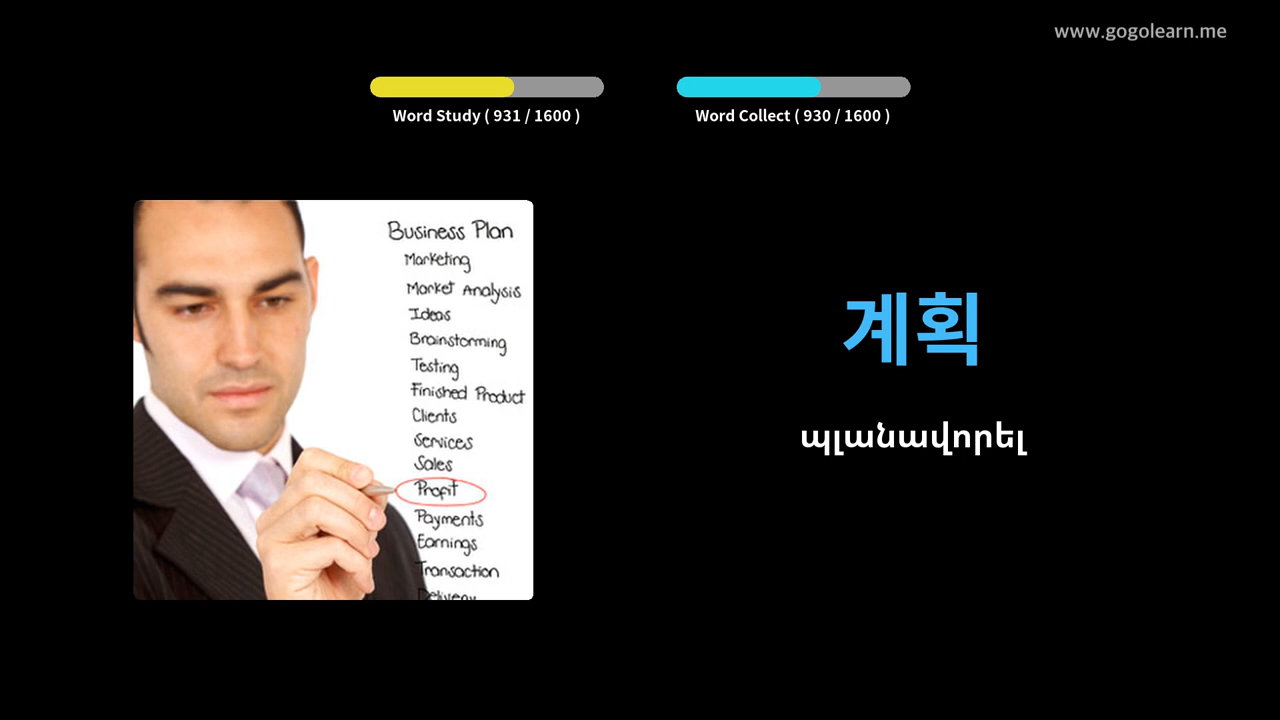 www.gogolearn.me
Word Study ( 931 / 1600 )
Word Collect ( 930 / 1600 )
Business Plan
Marketing
Market Analysis
Ideas
Brainstorming
Testing
Finished Product
Clients
Services
Sales
Profit
Payments
Earnings
Transaction
Delivery
계획
պլանավորել